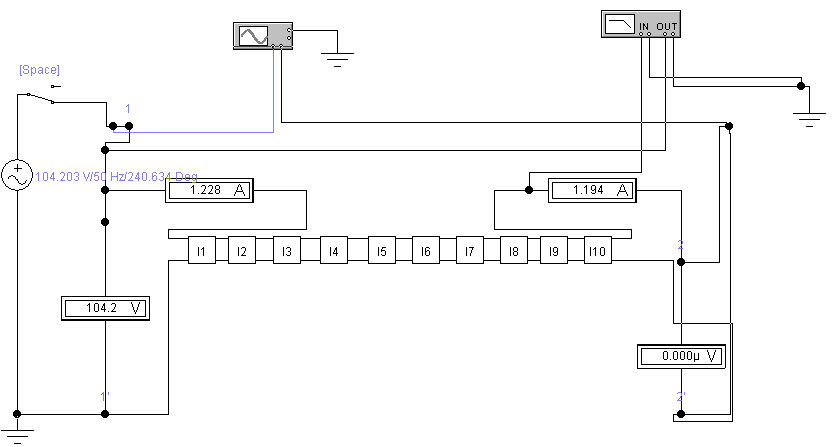 IN OUT
[Space]
1
104.203 V/50 Hz/240.634 Deg
1.228 A
1.194 A
2
I1 I2 I3 I4 I5 I6 I7 I8 I9 I10
104.2 V
0.000µ V
1'
2'